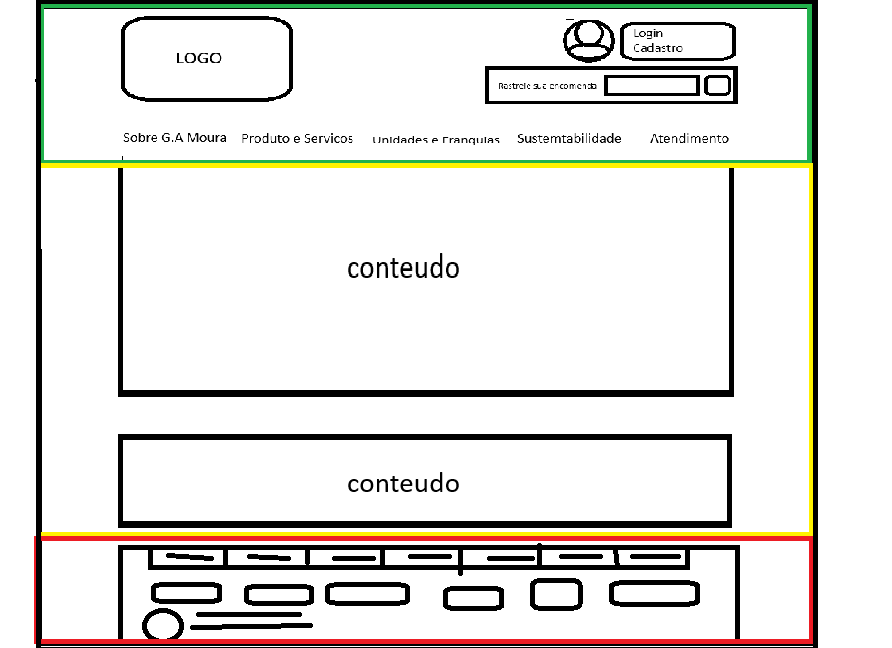 LOGO
Login
Cadastro
Rastreie sua encomenda
Sobre G.A Moura
Produto e Servicos
Unidades e Franquias
Sustemtabilidade
Atendimento
conteudo
conteudo